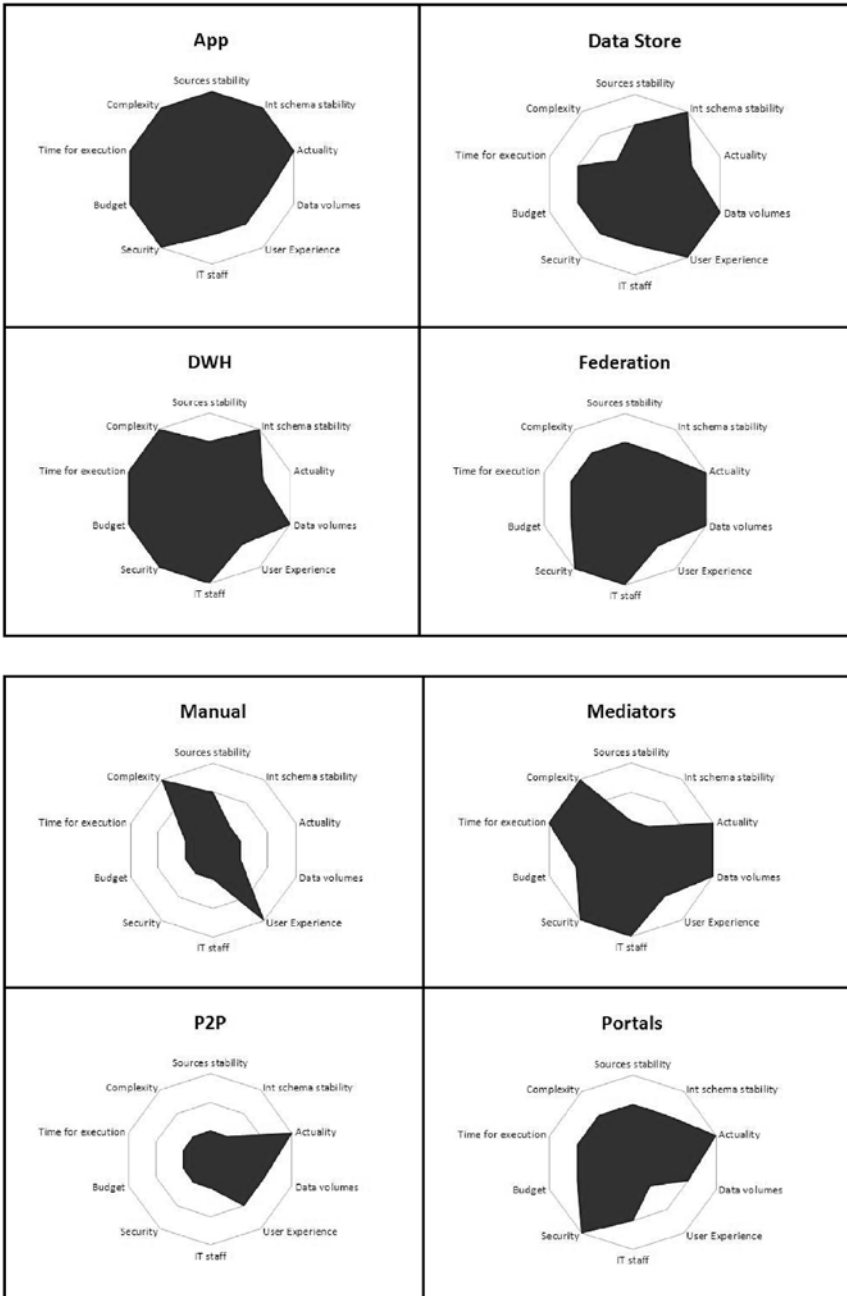 App
Sources stability
Complexity
Int schema stability
Time for execution
Actuality
Budget
Data volumes
Security
User Experience
IT staff
Data Store
Sources stability
Complexity
Int schema stability
Time for execution
Actuality
Budget
Data volumes
Security
User Experience
IT staff
DWH
Sources stability
Complexity
Int schema stability
Time for execution
Actuality
Budget
Data volumes
Security
User Experience
IT staff
Federation
Sources stability
Complexity
Int schema stability
Time for execution
Actuality
Budget
Data volumes
Security
User Experience
IT staff
Manual
Sources stability
Complexity
Int schema stability
Time for execution
Actuality
Budget
Data volumes
Security
User Experience
IT staff
Mediators
Sources stability
Complexity
Int schema stability
Time for execution
Actuality
Budget
Data volumes
Security
User Experience
IT staff
P2P
Sources stability
Complexity
Int schema stability
Time for execution
Actuality
Budget
Data volumes
Security
User Experience
IT staff
Portals
Sources stability
Complexity
Int schema stability
Time for execution
Actuality
Budget
Data volumes
Security
User Experience
IT staff